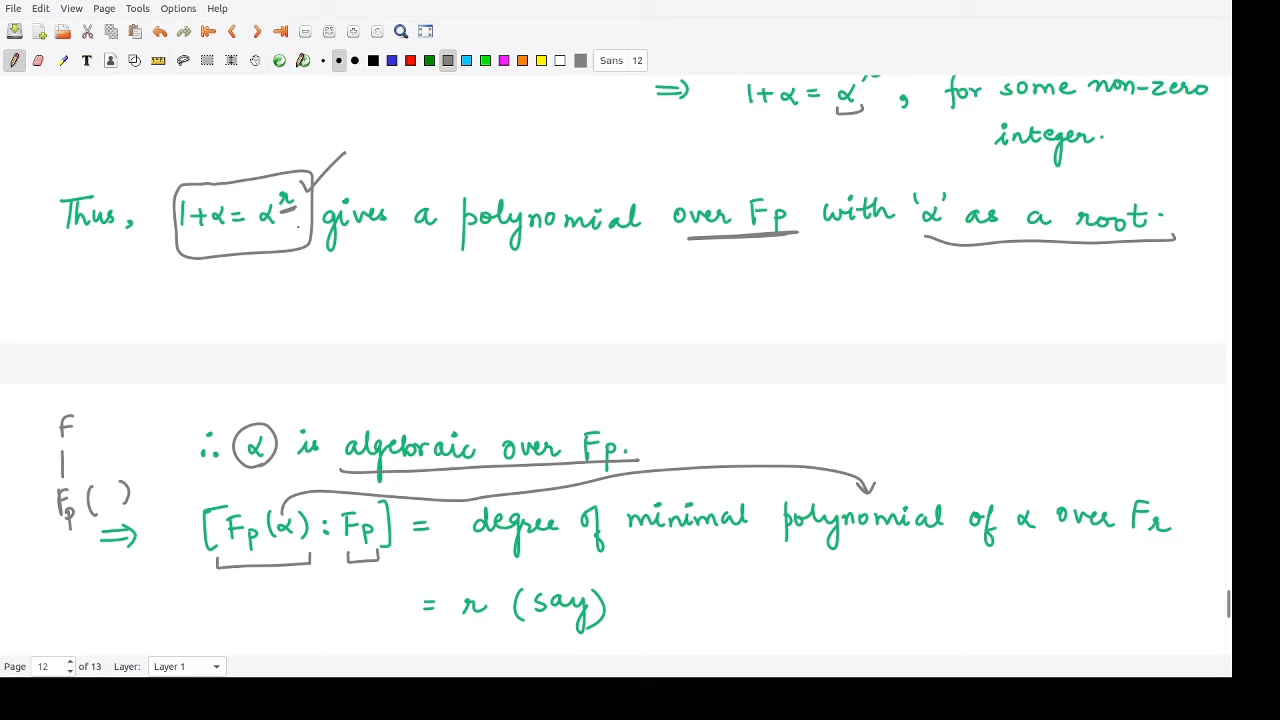 File Edit View Page Tools Options Help
Sans 12
⇒ 1+α = α , for some non-zero
integer.
Thus, 1+α = α^r gives a polynomial over Fp with 'α' as a root.
F
∴ α is algebraic over Fp.
Fp ( )
⇒ [Fp(α) : Fp] = degree of minimal polynomial of α over Fr
= r (say)
Page 12 of 13 Layer: Layer 1